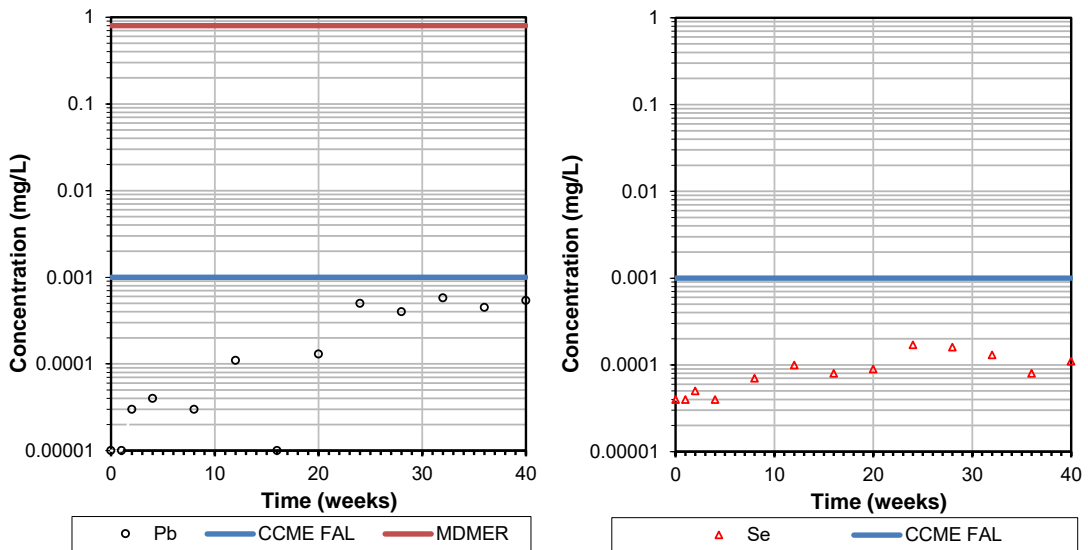 Concentration (mg/L)
1
0.1
0.01
0.001
0.0001
0.00001
0 10 20 30 40
Time (weeks)
Pb CCME FAL MDMER
Concentration (mg/L)
1
0.1
0.01
0.001
0.0001
0.00001
0 10 20 30 40
Time (weeks)
Se CCME FAL